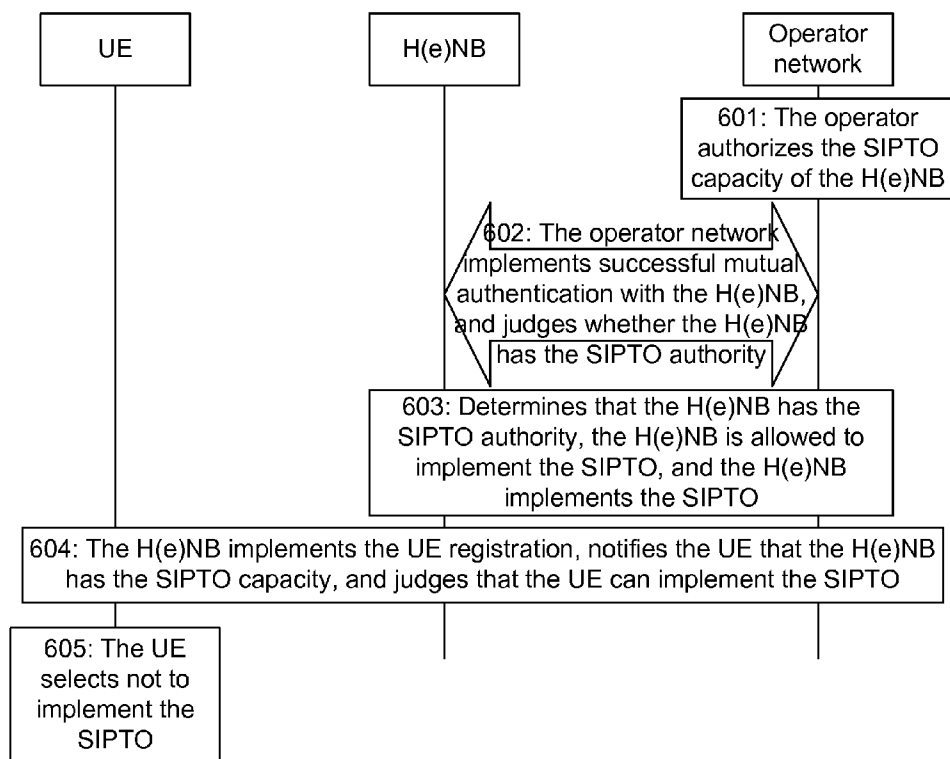 UE
H(e)NB
Operator
network
601: The operator
authorizes the SIPTO
capacity of the H(e)NB
602: The operator network
implements successful mutual
authentication with the H(e)NB,
and judges whether the H(e)NB
has the SIPTO authority
603: Determines that the H(e)NB has the
SIPTO authority, the H(e)NB is allowed to
implement the SIPTO, and the H(e)NB
implements the SIPTO
604: The H(e)NB implements the UE registration, notifies the UE that the H(e)NB
has the SIPTO capacity, and judges that the UE can implement the SIPTO
605: The UE
selects not to
implement the
SIPTO